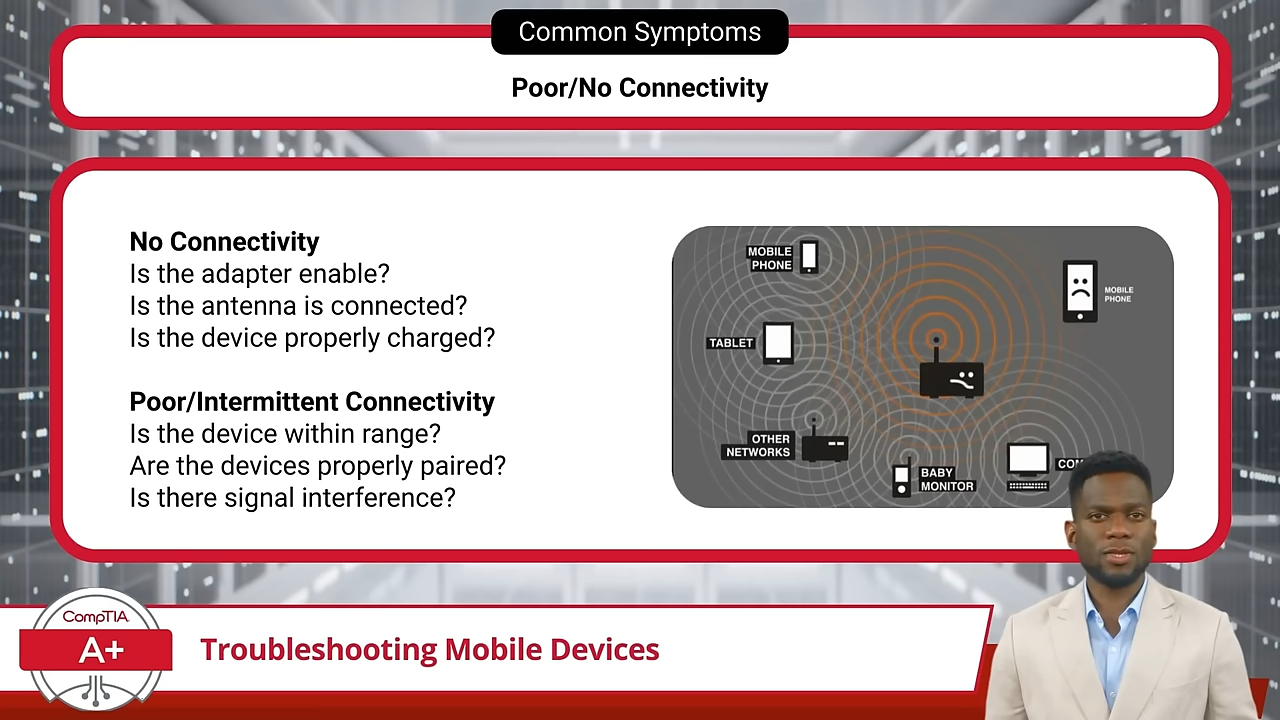 Common Symptoms
Poor/No Connectivity
No Connectivity
Is the adapter enable?
Is the antenna is connected?
Is the device properly charged?
Poor/Intermittent Connectivity
Is the device within range?
Are the devices properly paired?
Is there signal interference?
MOBILE
PHONE
MOBILE
PHONE
TABLET
OTHER
NETWORKS
BABY
MONITOR
CompTIA
A+
Troubleshooting Mobile Devices